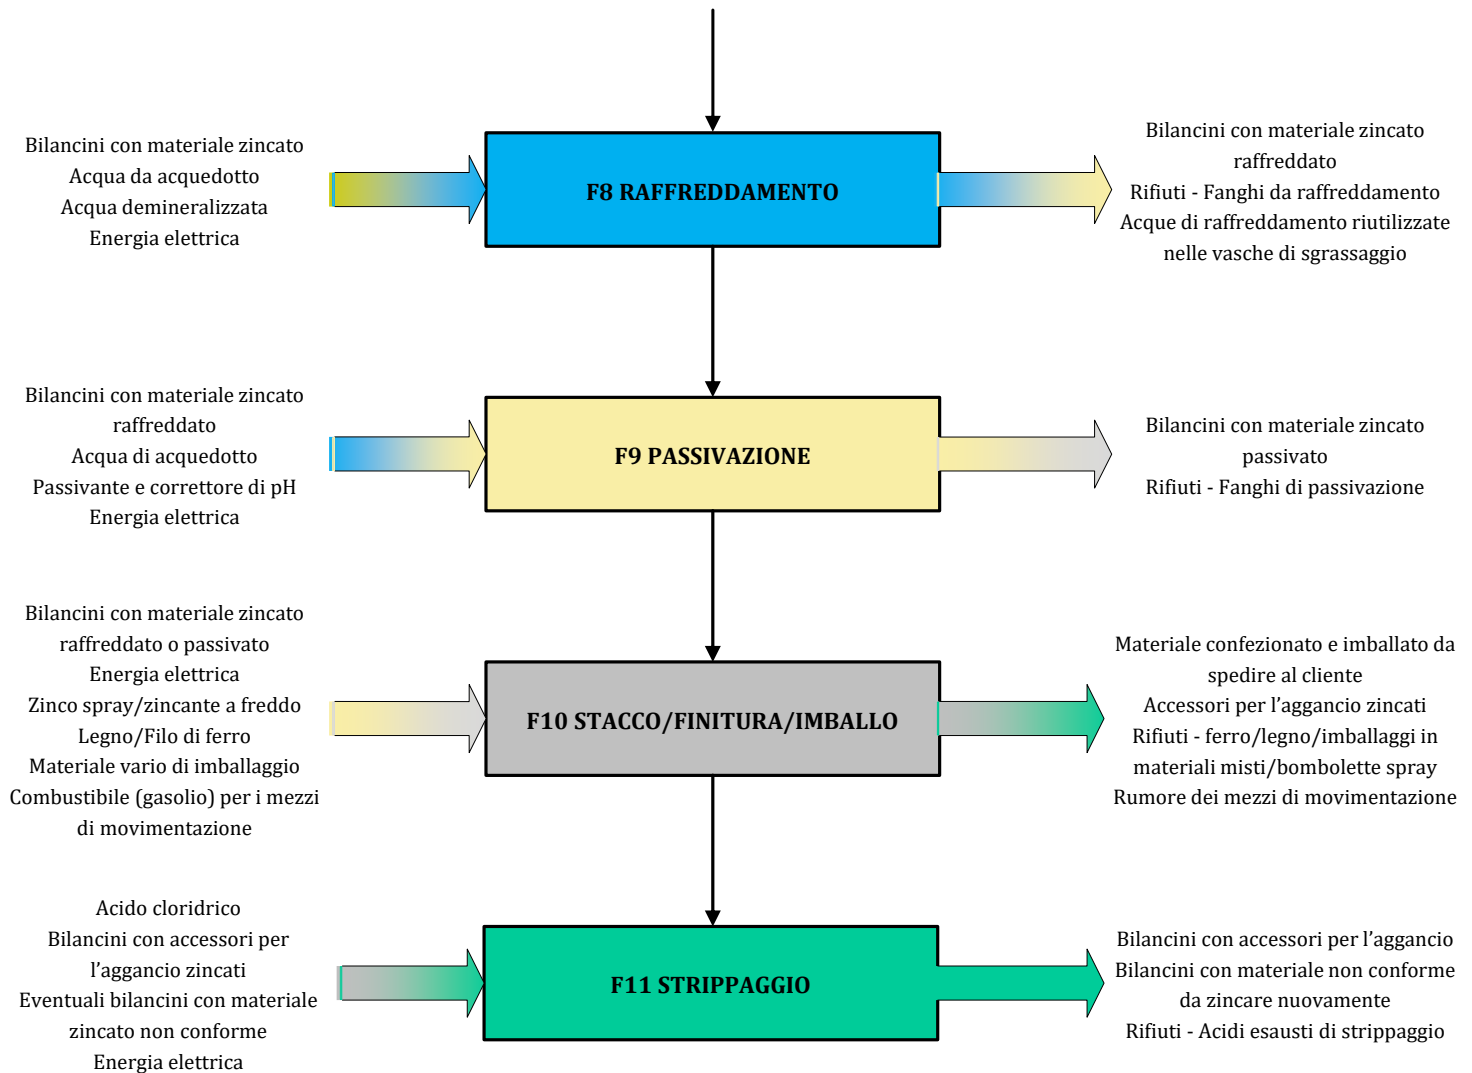 Bilancini con materiale zincato
Acqua da acquedotto
Acqua demineralizzata
Energia elettrica
F8 RAFFREDDAMENTO
Bilancini con materiale zincato
raffreddato
Rifiuti - Fanghi da raffreddamento
Acque di raffreddamento riutilizzate
nelle vasche di sgrassaggio
Bilancini con materiale zincato
raffreddato
Acqua di acquedotto
Passivante e correttore di pH
Energia elettrica
F9 PASSIVAZIONE
Bilancini con materiale zincato
passivato
Rifiuti - Fanghi di passivazione
Bilancini con materiale zincato
raffreddato o passivato
Energia elettrica
Zinco spray/zincante a freddo
Legno/Filo di ferro
Materiale vario di imballaggio
Combustibile (gasolio) per i mezzi
di movimentazione
F10 STACCO/FINITURA/IMBALLO
Materiale confezionato e imballato da
spedire al cliente
Accessori per l’aggancio zincati
Rifiuti - ferro/legno/imballaggi in
materiali misti/bombolette spray
Rumore dei mezzi di movimentazione
Acido cloridrico
Bilancini con accessori per
l’aggancio zincati
Eventuali bilancini con materiale
zincato non conforme
Energia elettrica
F11 STRIPPAGGIO
Bilancini con accessori per l’aggancio
Bilancini con materiale non conforme
da zincare nuovamente
Rifiuti - Acidi esausti di strippaggio